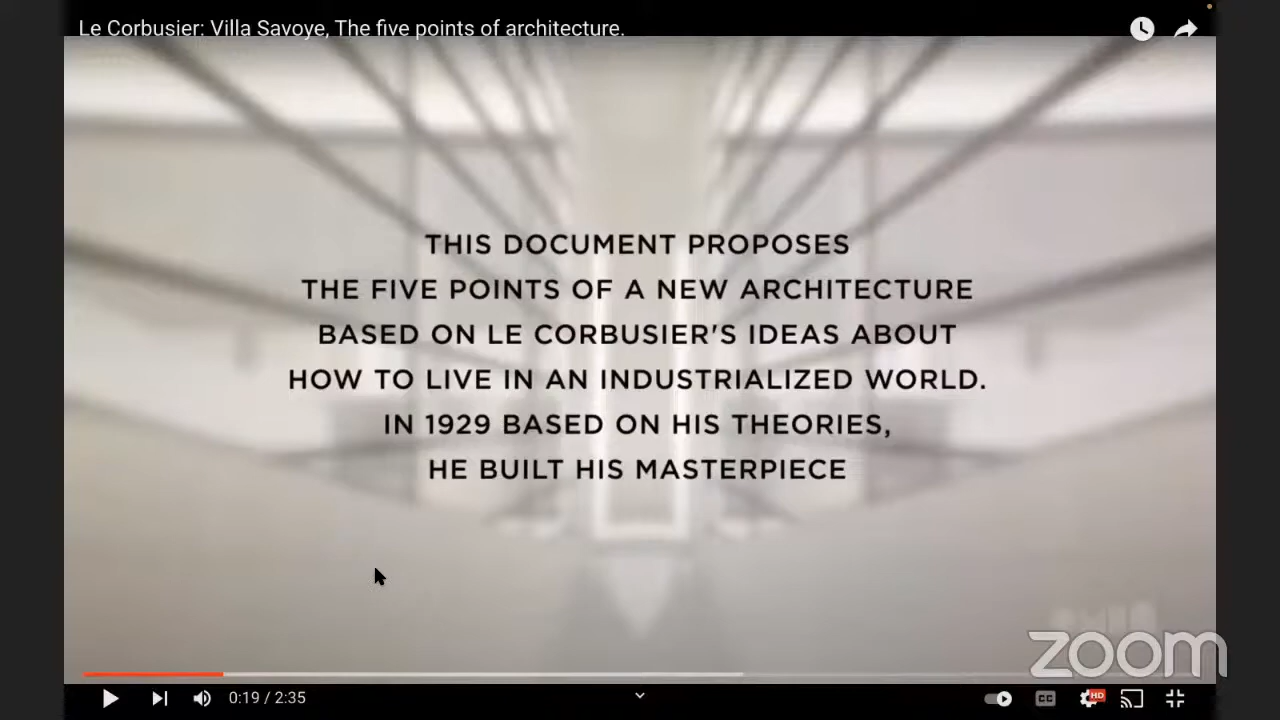 Le Corbusier: Villa Savoye, The five points of architecture.
THIS DOCUMENT PROPOSES
THE FIVE POINTS OF A NEW ARCHITECTURE
BASED ON LE CORBUSIER'S IDEAS ABOUT
HOW TO LIVE IN AN INDUSTRIALIZED WORLD.
IN 1929 BASED ON HIS THEORIES,
HE BUILT HIS MASTERPIECE
zoom
0:19 / 2:35
CC
HD